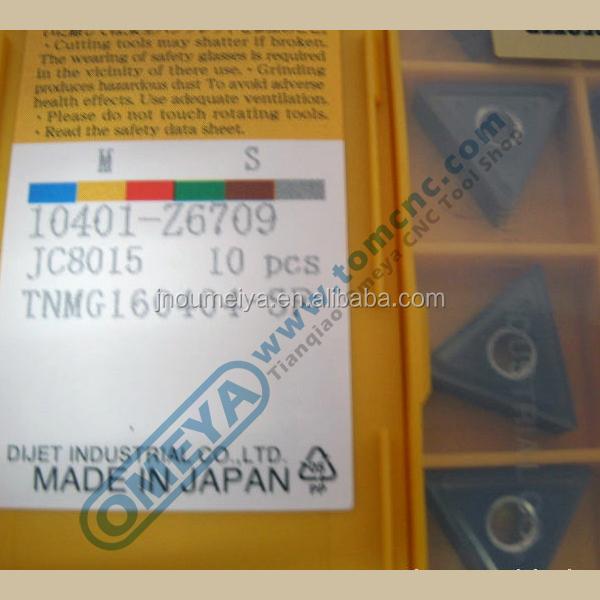 · Cutting tools may shatter if broken.
The wearing of safety glasses is required
in the vicinity of there use. · Grinding
produces hazardous dust To avoid adverse
health effects. Use adequate ventilation.
· Please do not touch rotating tools.
· Read the safety data sheet.
M S
10401-Z6709
JC8015 10 pcs
TNMG160404
jnoumeiya.en.alibaba.com
DIJET INDUSTRIAL CO., LTD.
MADE IN JAPAN
PP
OMEYA
www.tomcnc.com
Tianqiao Omeya CNC Tool Shop